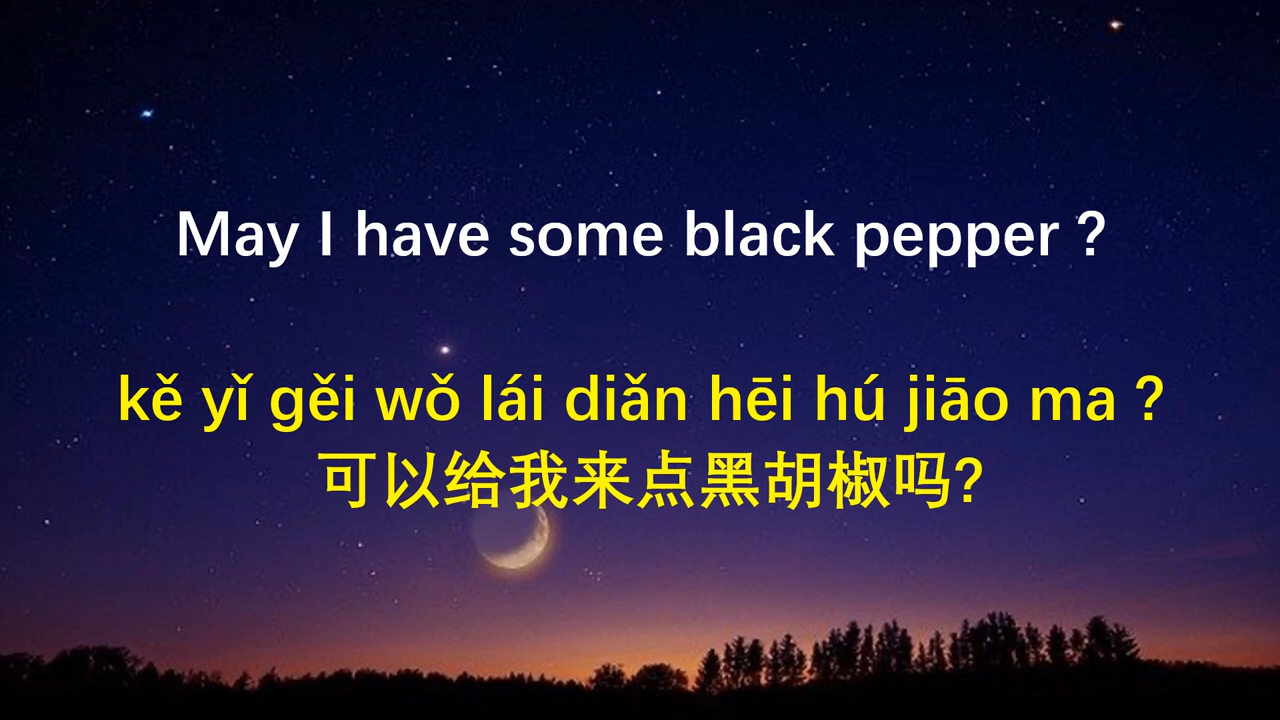 May I have some black pepper ?
kě yǐ gěi wǒ lái diǎn hēi hú jiāo ma ?
可以给我来点黑胡椒吗?